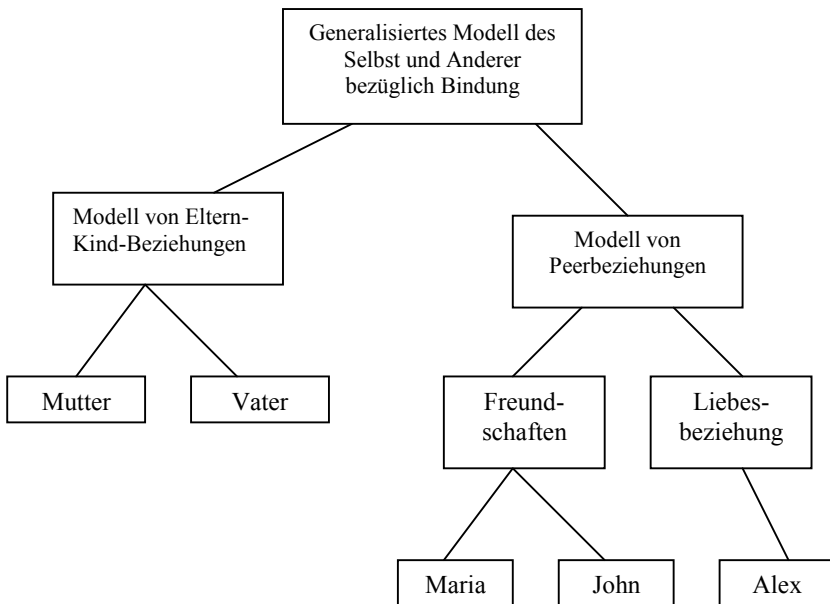 Generalisiertes Modell des
Selbst und Anderer
bezüglich Bindung
Modell von Eltern-
Kind-Beziehungen
Modell von
Peerbeziehungen
Mutter
Vater
Freund-
schaften
Liebes-
beziehung
Maria
John
Alex